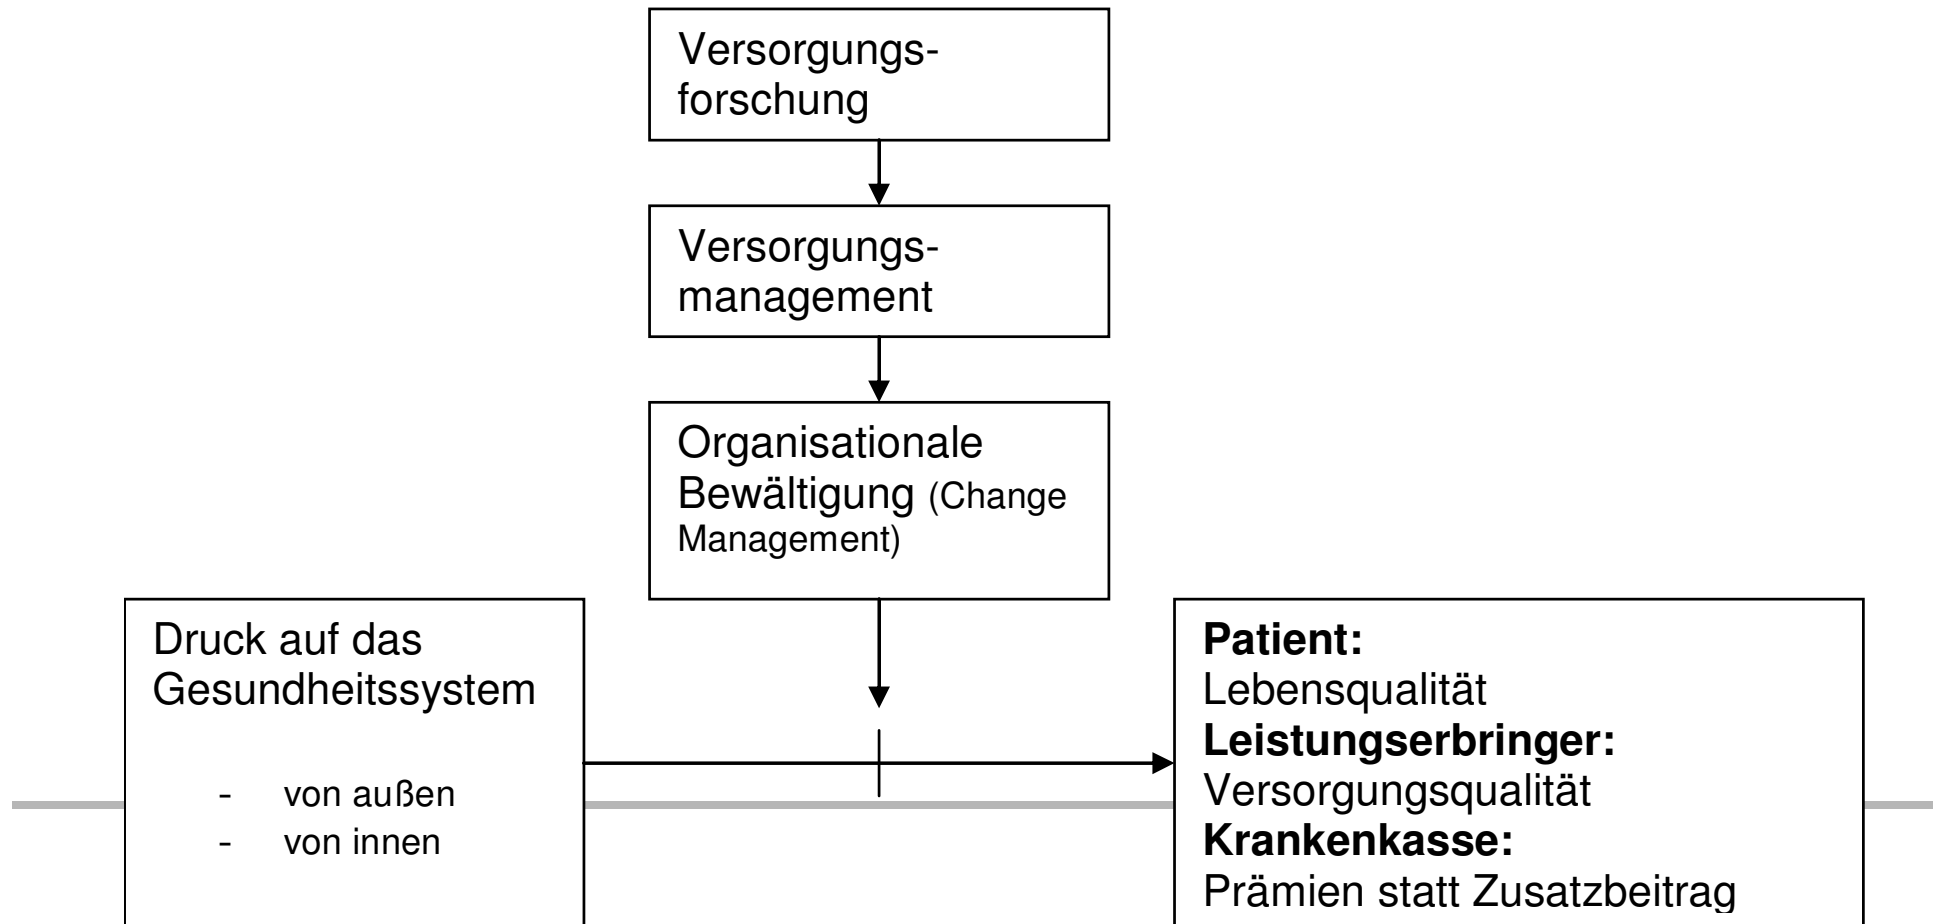 Versorgungs-
forschung
Versorgungs-
management
Organisationale
Bewältigung (Change
Management)
Druck auf das
Gesundheitssystem
- von außen
- von innen
Patient:
Lebensqualität
Leistungserbringer:
Versorgungsqualität
Krankenkasse:
Prämien statt Zusatzbeitrag